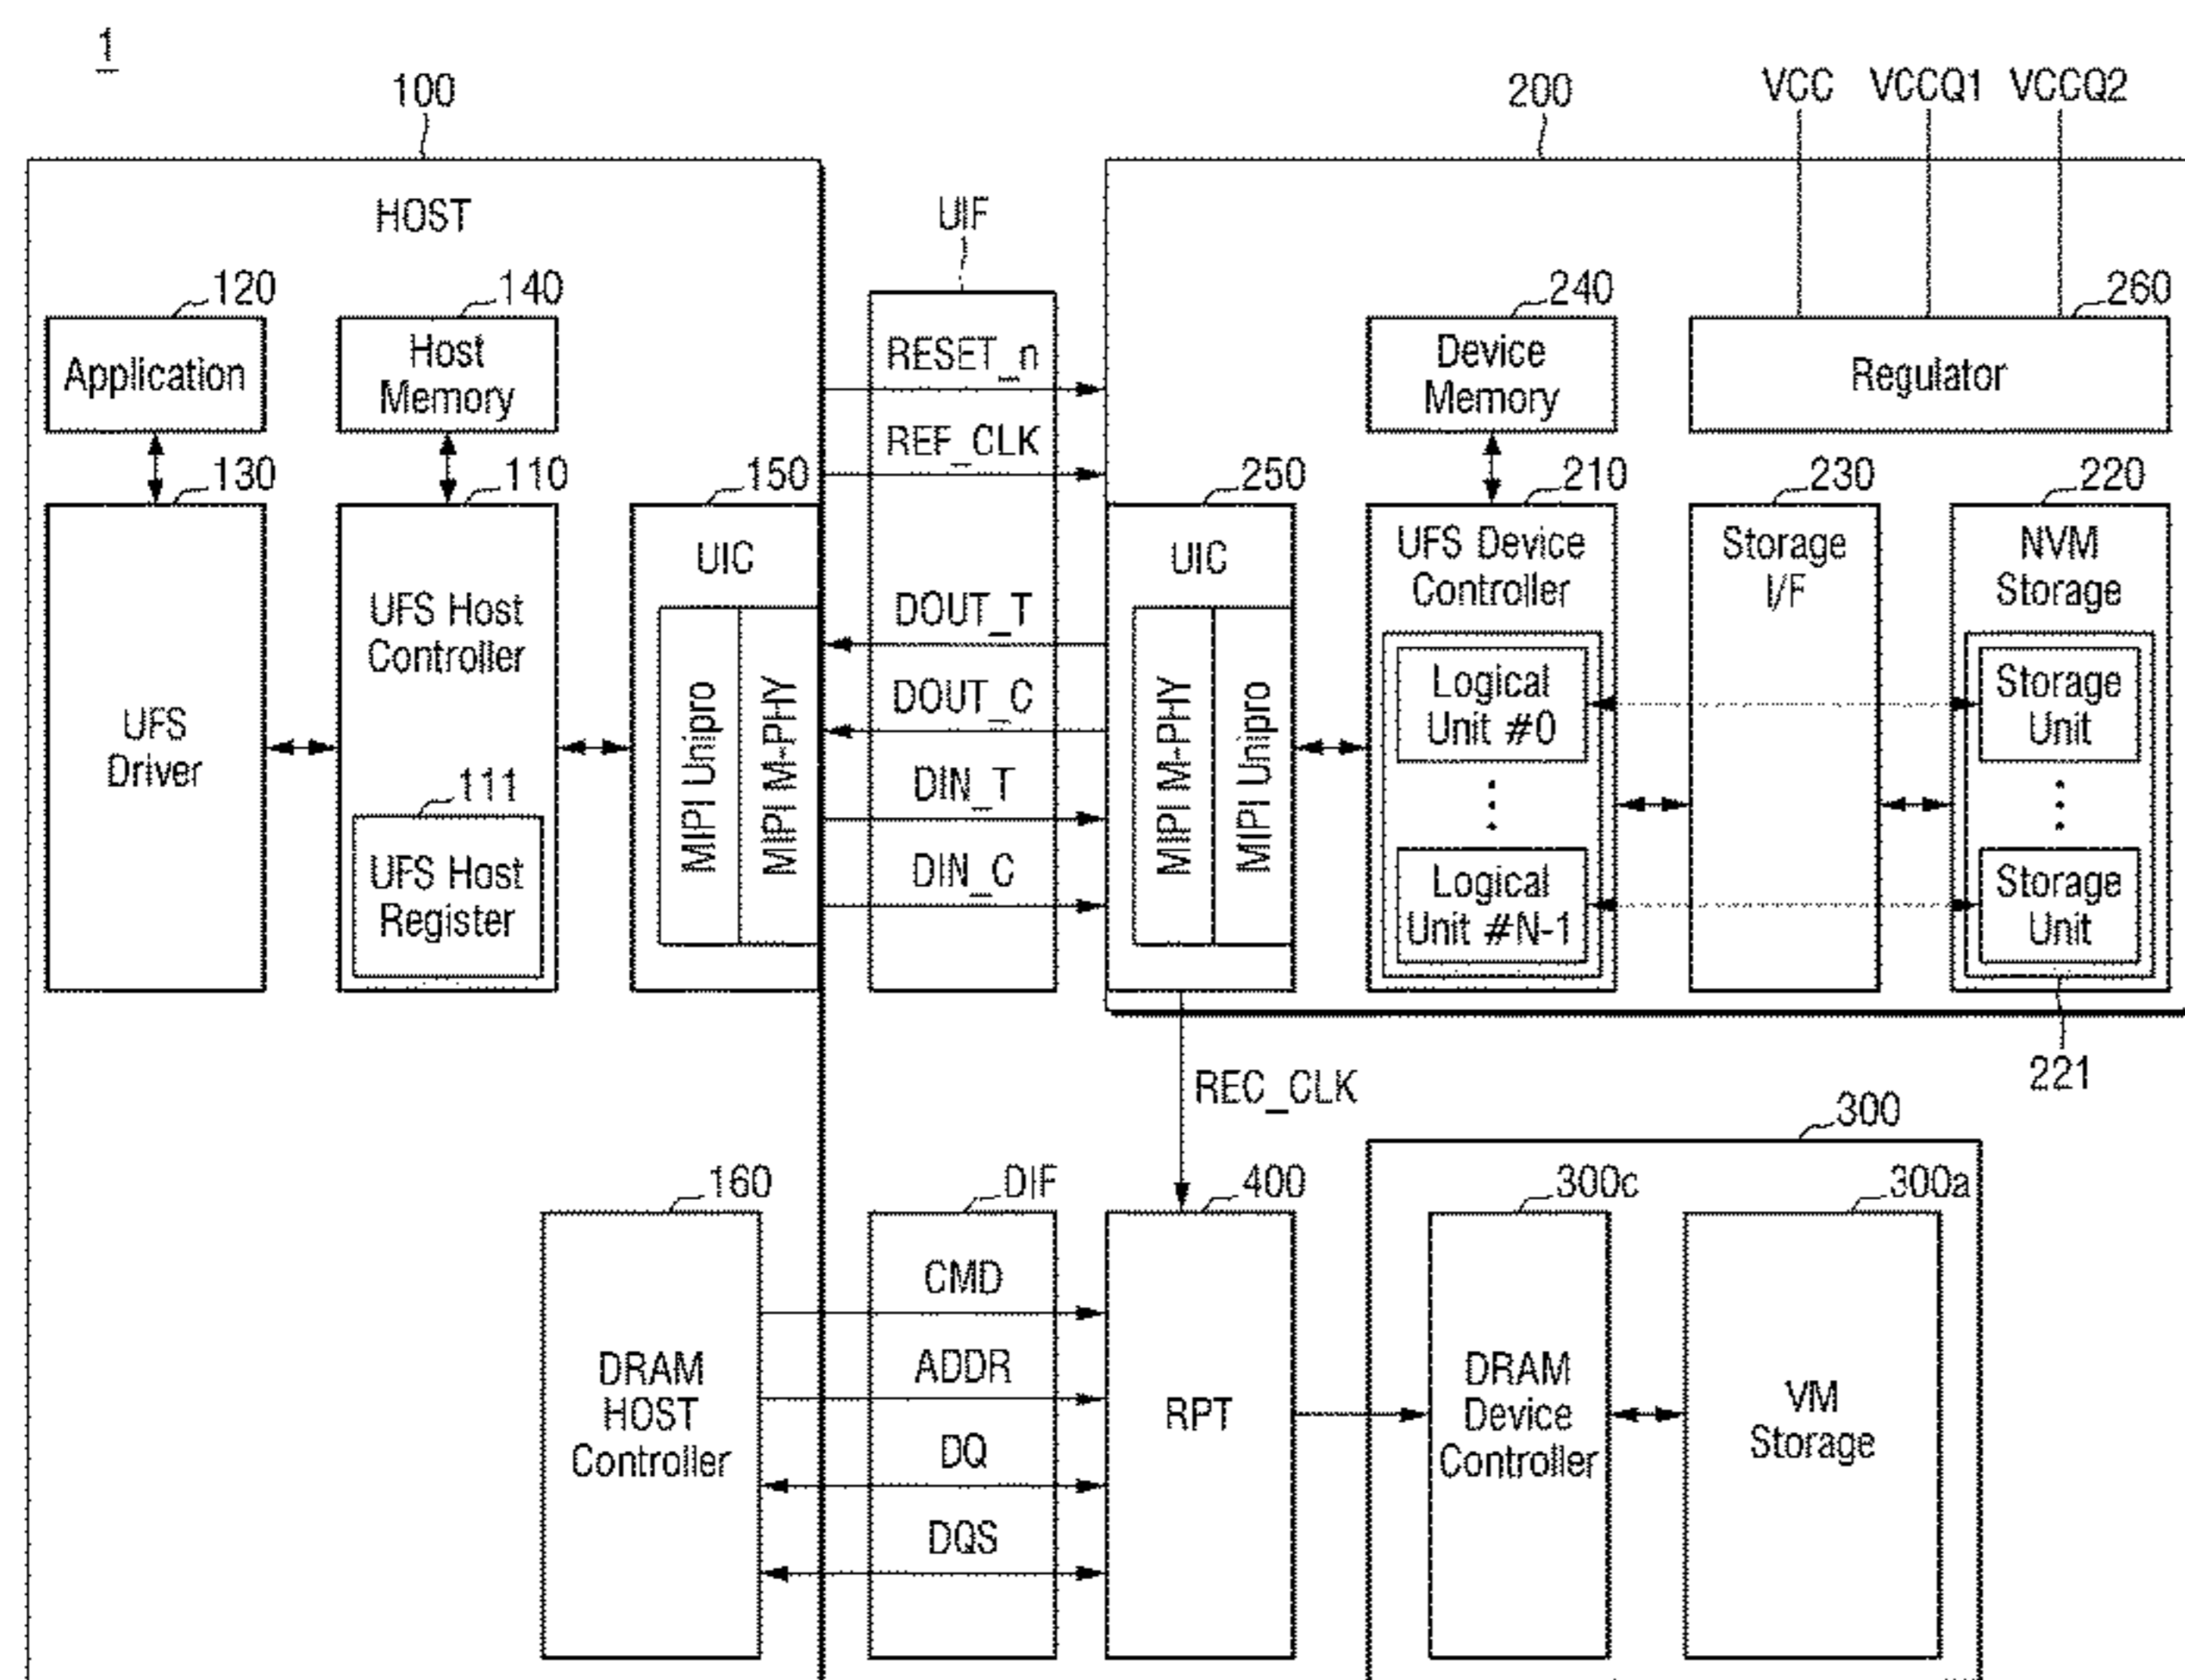 1
100
200
VCC
VCCQ1
VCCQ2
HOST
UIF
120
140
240
260
Application
Host
Memory
RESET_n
Device
Memory
Regulator
REF_CLK
130
110
150
250
210
230
220
UFS
Driver
UFS Host
Controller
111
UFS Host
Register
UIC
MIPI Unipro
MIPI M-PHY
DOUT_T
DOUT_C
DIN_T
DIN_C
UIC
MIPI M-PHY
MIPI Unipro
UFS Device
Controller
Logical
Unit #0
Logical
Unit #N-1
Storage
I/F
NVM
Storage
Storage
Unit
Storage
Unit
221
REC_CLK
300
160
DIF
400
300c
300a
DRAM
HOST
Controller
CMD
ADDR
DQ
DQS
RPT
DRAM
Device
Controller
VM
Storage